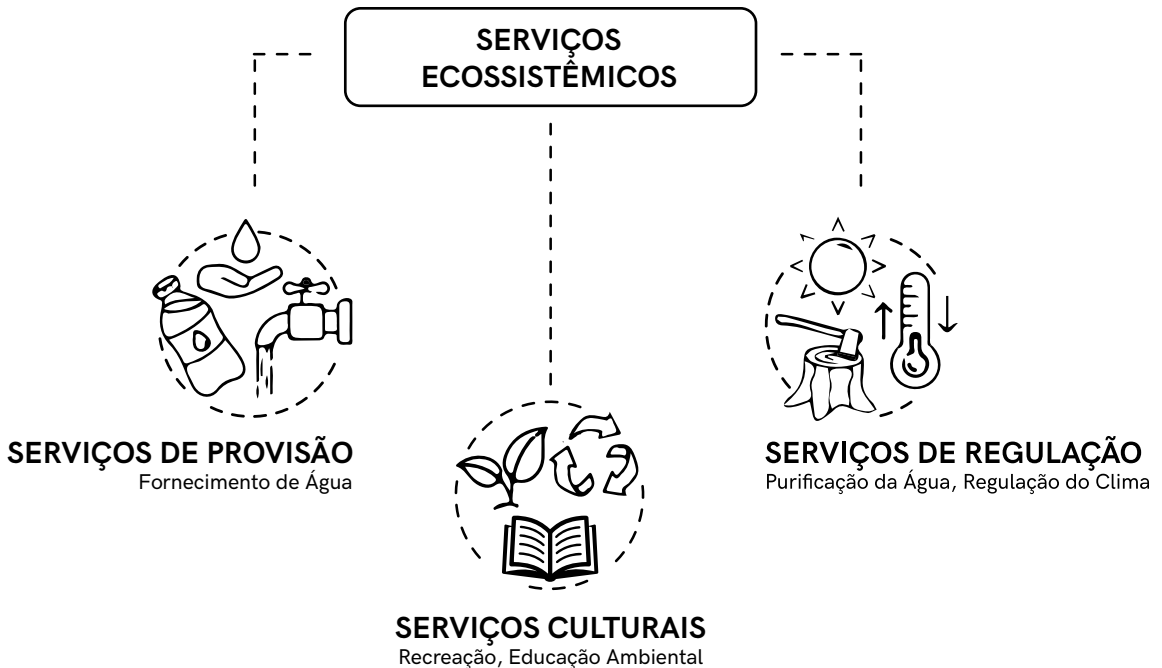 SERVIÇOS
ECOSSISTÊMICOS
SERVIÇOS DE PROVISÃO
Fornecimento de Água
SERVIÇOS DE REGULAÇÃO
Purificação da Água, Regulação do Clima
SERVIÇOS CULTURAIS
Recreação, Educação Ambiental